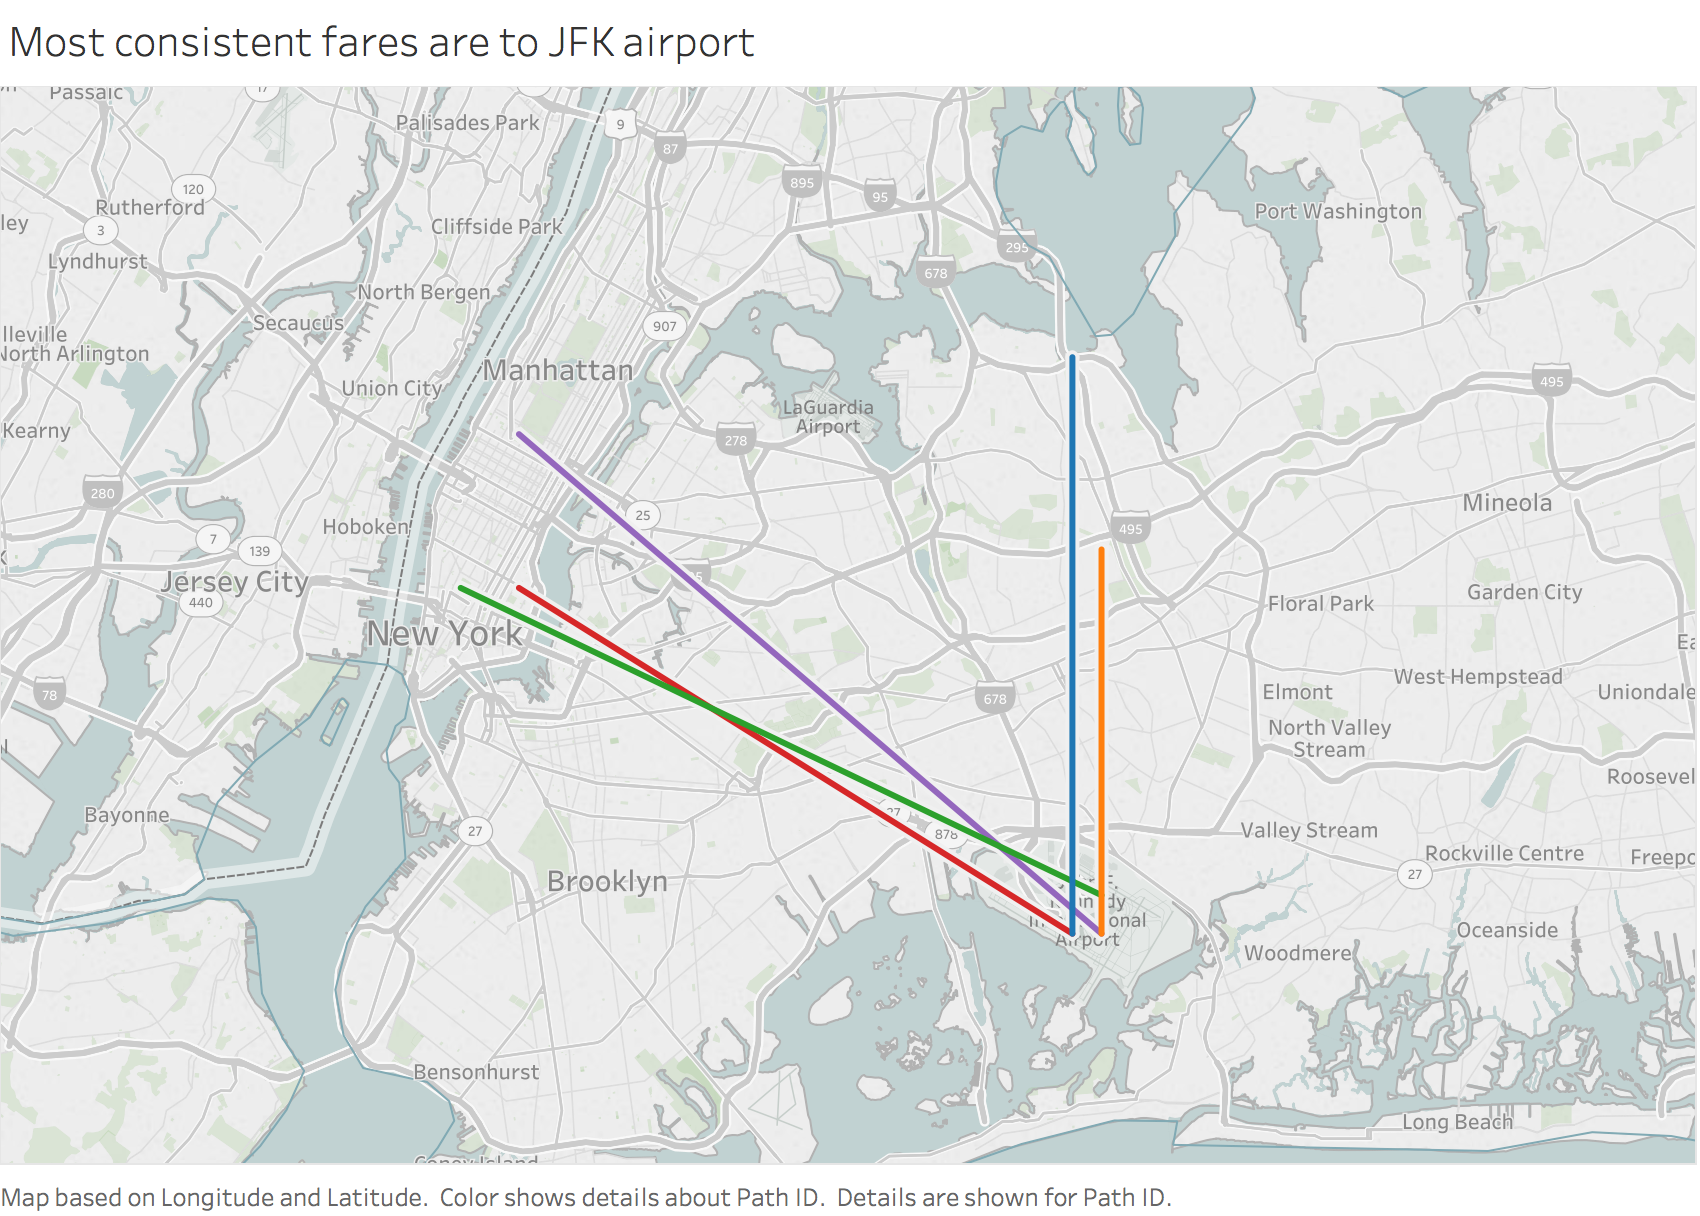 Most consistent fares are to JFK airport
Passaic
17
Palisades Park
9
87
895
95
120
Rutherford
ley
3
Cliffside Park
Port Washington
295
Lyndhurst
678
North Bergen
Secaucus
907
lleville
North Arlington
Manhattan
Union City
495
LaGuardia
Airport
Kearny
278
280
Mineola
25
Hoboken
495
7
139
Jersey City
440
Garden City
Floral Park
New York
West Hempstead
78
678
Elmont
Uniondale
North Valley
Stream
Roosevel
Bayonne
27
27
878
Valley Stream
Rockville Centre
Freepo
27
Brooklyn
Airport
Oceanside
Woodmere
Bensonhurst
Long Beach
Coney Island
Map based on Longitude and Latitude.  Color shows details about Path ID.  Details are shown for Path ID.